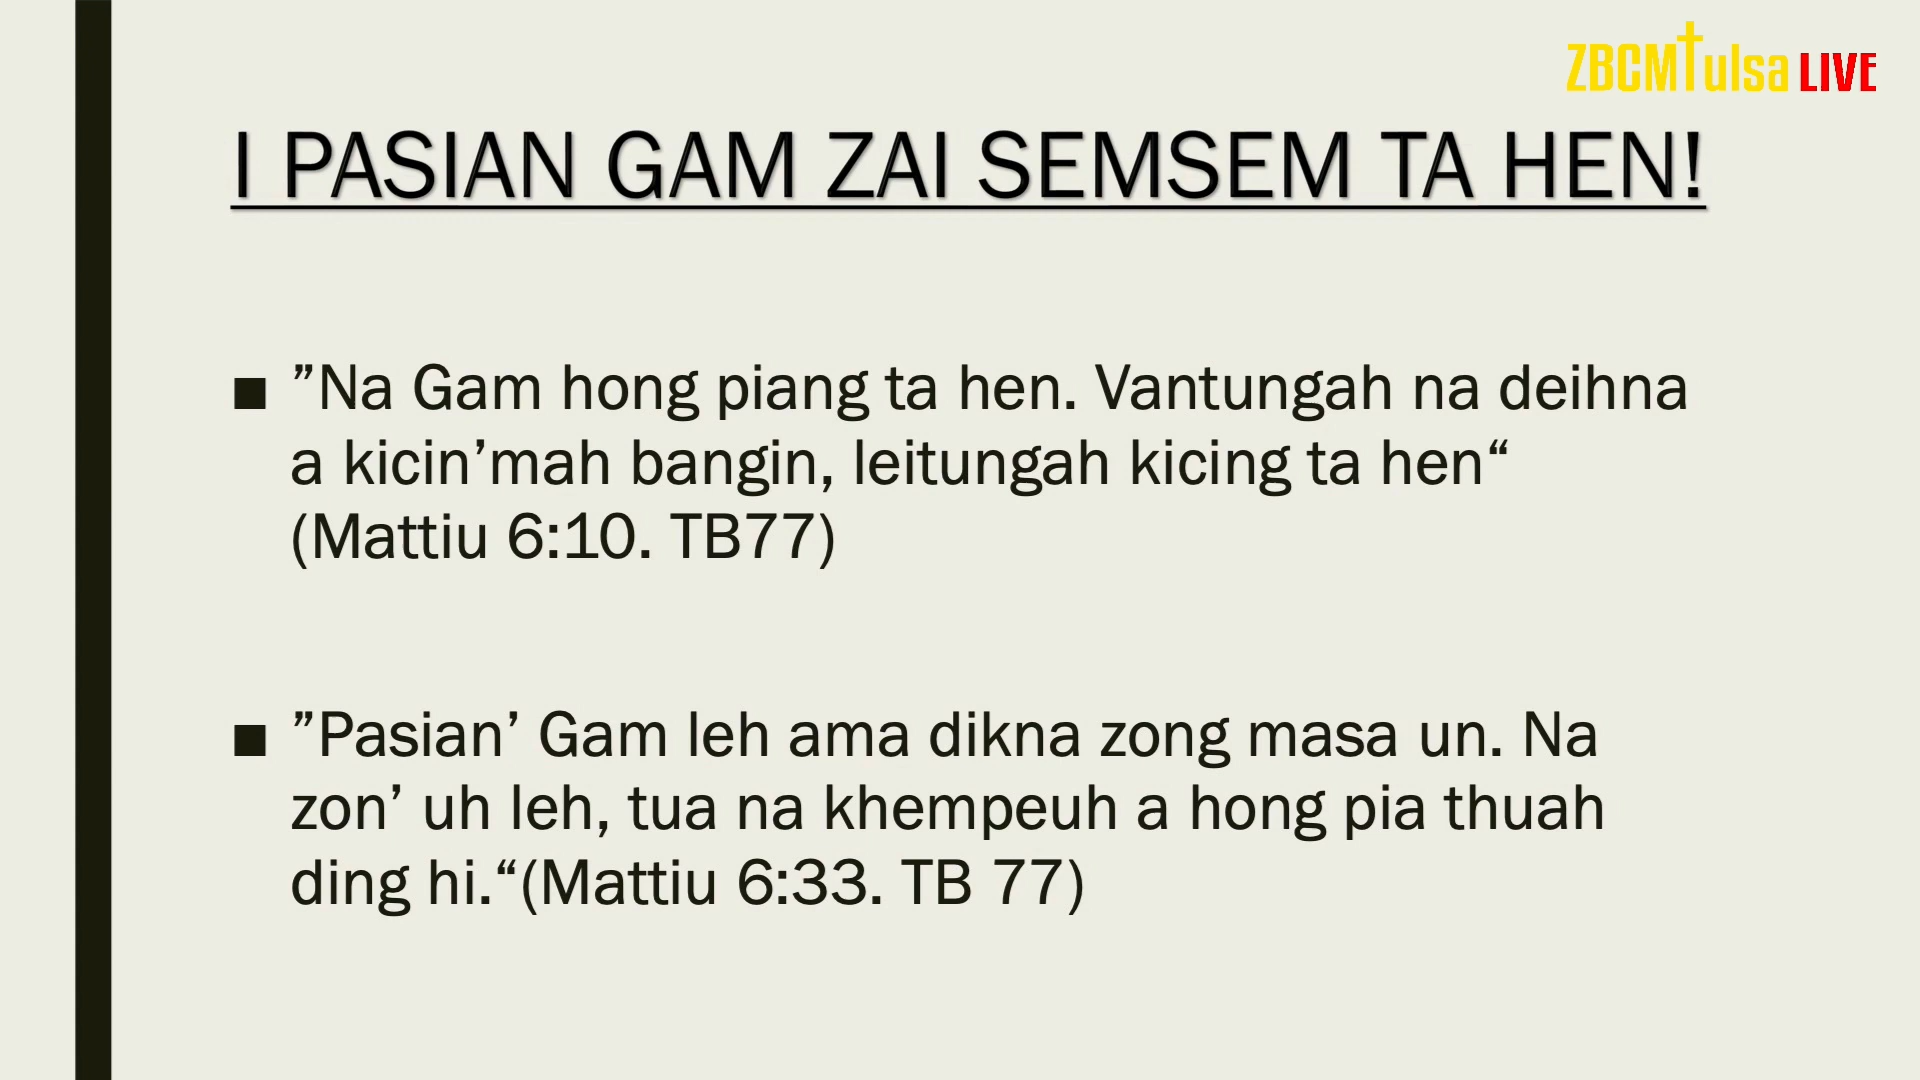 ZBCMTulsa LIVE
I PASIAN GAM ZAI SEMSEM TA HEN!
■ ”Na Gam hong piang ta hen. Vantungah na deihna
a kicin’mah bangin, leitungah kicing ta hen“
(Mattiu 6:10. TB77)
■ ”Pasian’ Gam leh ama dikna zong masa un. Na
zon’ uh leh, tua na khempeuh a hong pia thuah
ding hi.“(Mattiu 6:33. TB 77)